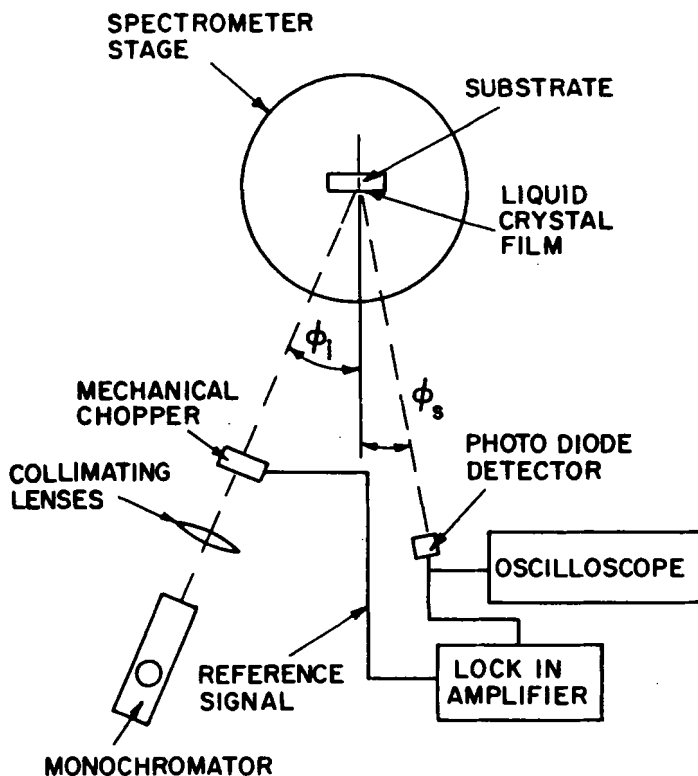 SPECTROMETER
STAGE
SUBSTRATE
LIQUID
CRYSTAL
FILM
ϕ₁
MECHANICAL
CHOPPER
ϕₛ
COLLIMATING
LENSES
PHOTO DIODE
DETECTOR
OSCILLOSCOPE
REFERENCE
SIGNAL
LOCK IN
AMPLIFIER
MONOCHROMATOR